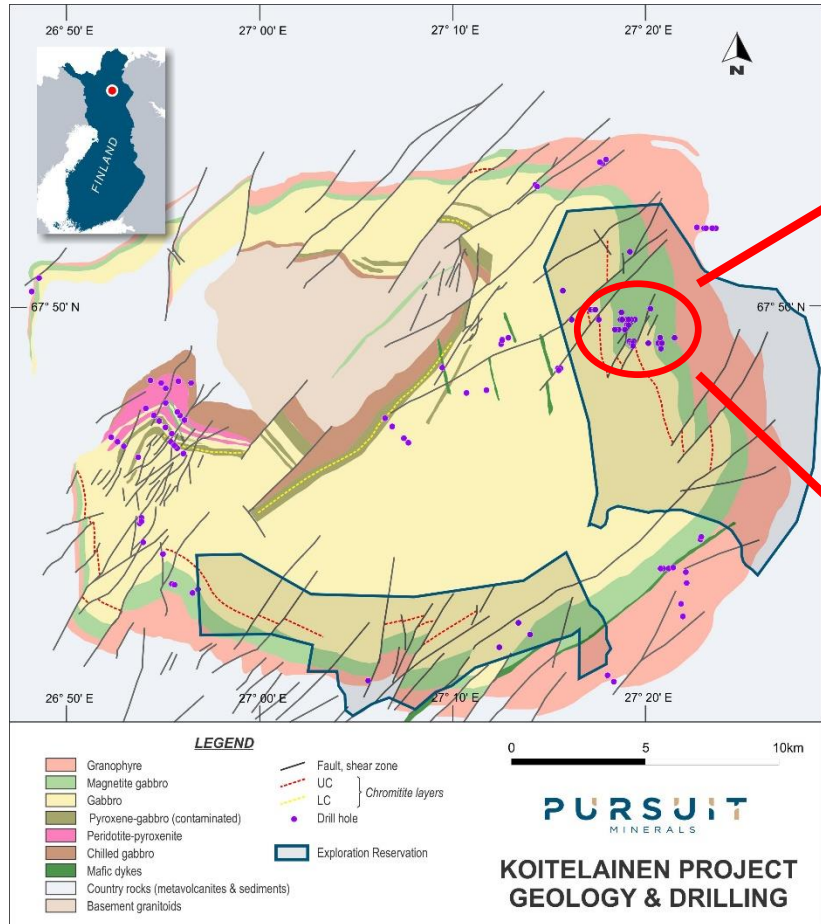 26° 50' E
27° 00' E
27° 10' E
27° 20' E
FINLAND
N
67° 50' N
67° 50' N
26° 50' E
27° 00' E
27° 10' E
27° 20' E
LEGEND
Granophyre
Magnetite gabbro
Gabbro
Pyroxene-gabbro (contaminated)
Peridotite-pyroxenite
Chilled gabbro
Mafic dykes
Country rocks (metavolcanites & sediments)
Basement granitoids
Fault, shear zone
UC
LC
Chromitite layers
Drill hole
Exploration Reservation
0 5 10km
PURSUIT
MINERALS
KOITELAINEN PROJECT
GEOLOGY & DRILLING